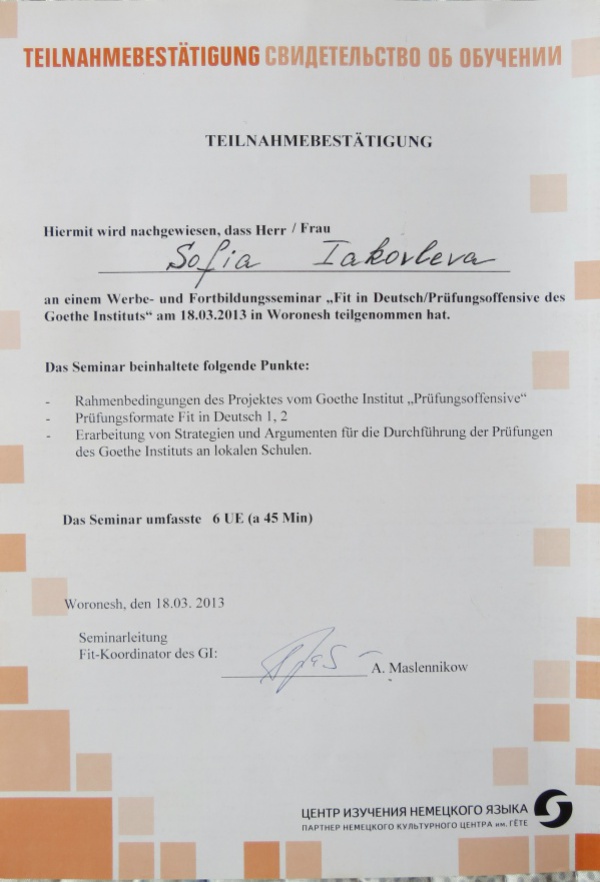 TEILNAHMEBESTÄTIGUNG СВИДЕТЕЛЬСТВО ОБ ОБУЧЕНИИ
TEILNAHMEBESTÄTIGUNG
Hiermit wird nachgewiesen, dass Herr / Frau
Sofia Iakovleva
an einem Werbe- und Fortbildungsseminar „Fit in Deutsch/Prüfungsoffensive des
Goethe Instituts“ am 18.03.2013 in Woronesh teilgenommen hat.
Das Seminar beinhaltete folgende Punkte:
- Rahmenbedingungen des Projektes vom Goethe Institut „Prüfungsoffensive“
- Prüfungsformate Fit in Deutsch 1, 2
- Erarbeitung von Strategien und Argumenten für die Durchführung der Prüfungen
des Goethe Instituts an lokalen Schulen.
Das Seminar umfasste 6 UE (a 45 Min)
Woronesh, den 18.03. 2013
Seminarleitung
Fit-Koordinator des GI:
A. Maslennikow
ЦЕНТР ИЗУЧЕНИЯ НЕМЕЦКОГО ЯЗЫКА
ПАРТНЕР НЕМЕЦКОГО КУЛЬТУРНОГО ЦЕНТРА им. ГЁТЕ